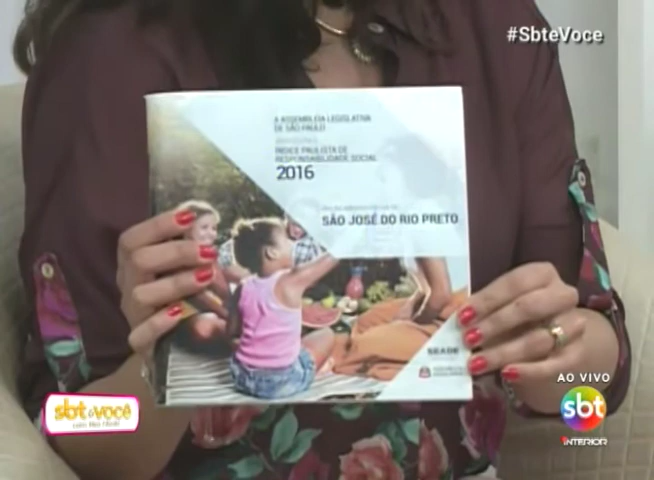 #SbteVoce
A ASSEMBLEIA LEGISLATIVA
DE SÃO PAULO
ÍNDICE PAULISTA DE
RESPONSABILIDADE SOCIAL
2016
SÃO JOSÉ DO RIO PRETO
SEADE
AO VIVO
sbt
INTERIOR
sbt e VOCÊ